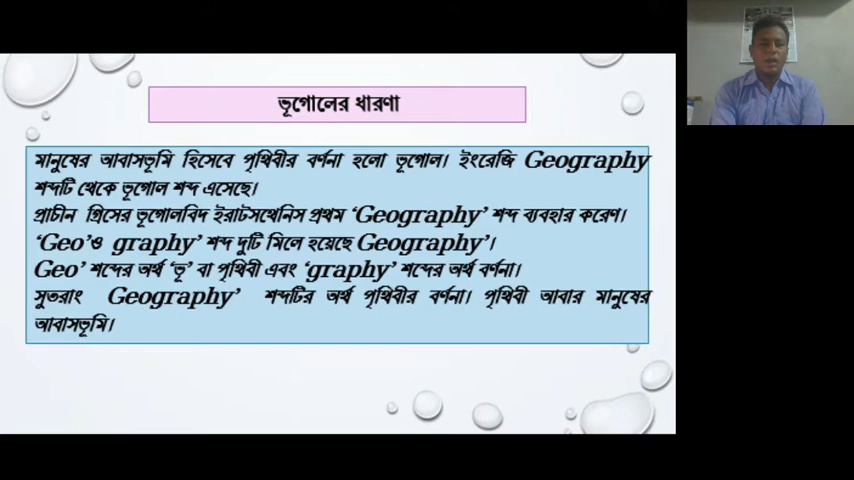 ভূগোলের ধারণা
মানুষের আবাসভূমি হিসেবে পৃথিবীর বর্ণনা হলো ভূগোল। ইংরেজি Geography
শব্দটি থেকে ভূগোল শব্দ এসেছে।
প্রাচীন গ্রিসের ভূগোলবিদ ইরাটসথেনিস প্রথম ‘Geography’ শব্দ ব্যবহার করেণ।
‘Geo’ও graphy’ শব্দ দুটি মিলে হয়েছে Geography’।
Geo’ শব্দের অর্থ ‘ভূ’ বা পৃথিবী এবং ‘graphy’ শব্দের অর্থ বর্ণনা।
সুতরাং Geography’ শব্দটির অর্থ পৃথিবীর বর্ণনা। পৃথিবী আবার মানুষের
আবাসভূমি।